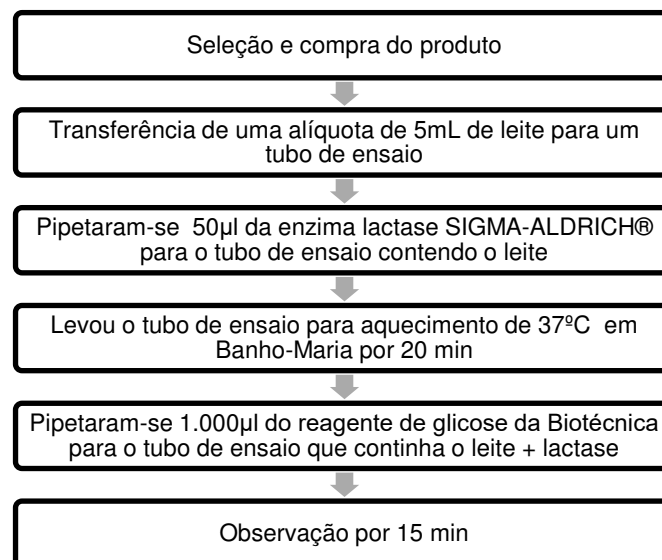 Seleção e compra do produto
Transferência de uma alíquota de 5mL de leite para um
tubo de ensaio
Pipetaram-se 50µl da enzima lactase SIGMA-ALDRICH®
para o tubo de ensaio contendo o leite
Levou o tubo de ensaio para aquecimento de 37ºC em
Banho-Maria por 20 min
Pipetaram-se 1.000µl do reagente de glicose da Biotécnica
para o tubo de ensaio que continha o leite + lactase
Observação por 15 min